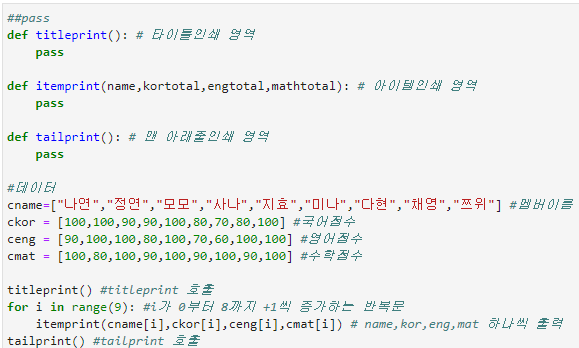 ##pass
def titleprint(): # 타이틀인쇄 영역
    pass

def itemprint(name,kortotal,engtotal,mathtotal): # 아이템인쇄 영역
    pass

def tailprint(): # 맨 아래줄인쇄 영역
    pass

#데이터
cname=["나연","정연","모모","사나","지효","미나","다현","채영","쯔위"] #멤버이름
ckor = [100,100,90,90,100,80,70,80,100] #국어점수
ceng = [90,100,100,80,100,70,60,100,100] #영어점수
cmat = [100,80,100,90,100,90,100,90,100] #수학점수

titleprint() #titleprint 호출
for i in range(9): #i가 0부터 8까지 +1씩 증가하는 반복문
    itemprint(cname[i],ckor[i],ceng[i],cmat[i]) # name,kor,eng,mat 하나씩 출력
tailprint() #tailprint 호출